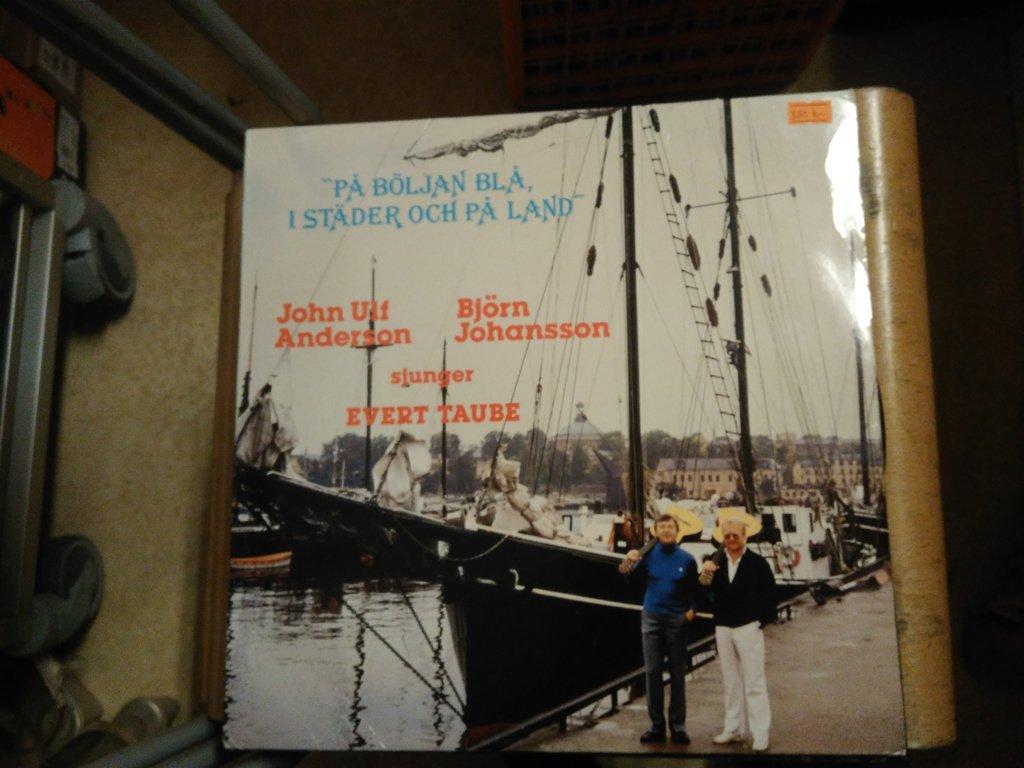 "PÅ BÖLJAN BLÅ,
I STÄDER OCH PÅ LAND"
John Ulf
Anderson
Björn
Johansson
sjunger
EVERT TAUBE